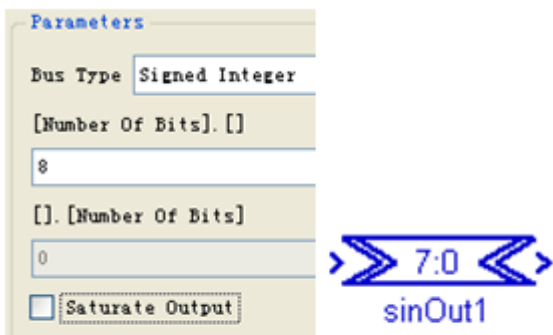 Parameters
Bus Type Signed Integer
[Number Of Bits].[]
8
[].[Number Of Bits]
0
Saturate Output
7:0
sinOut1